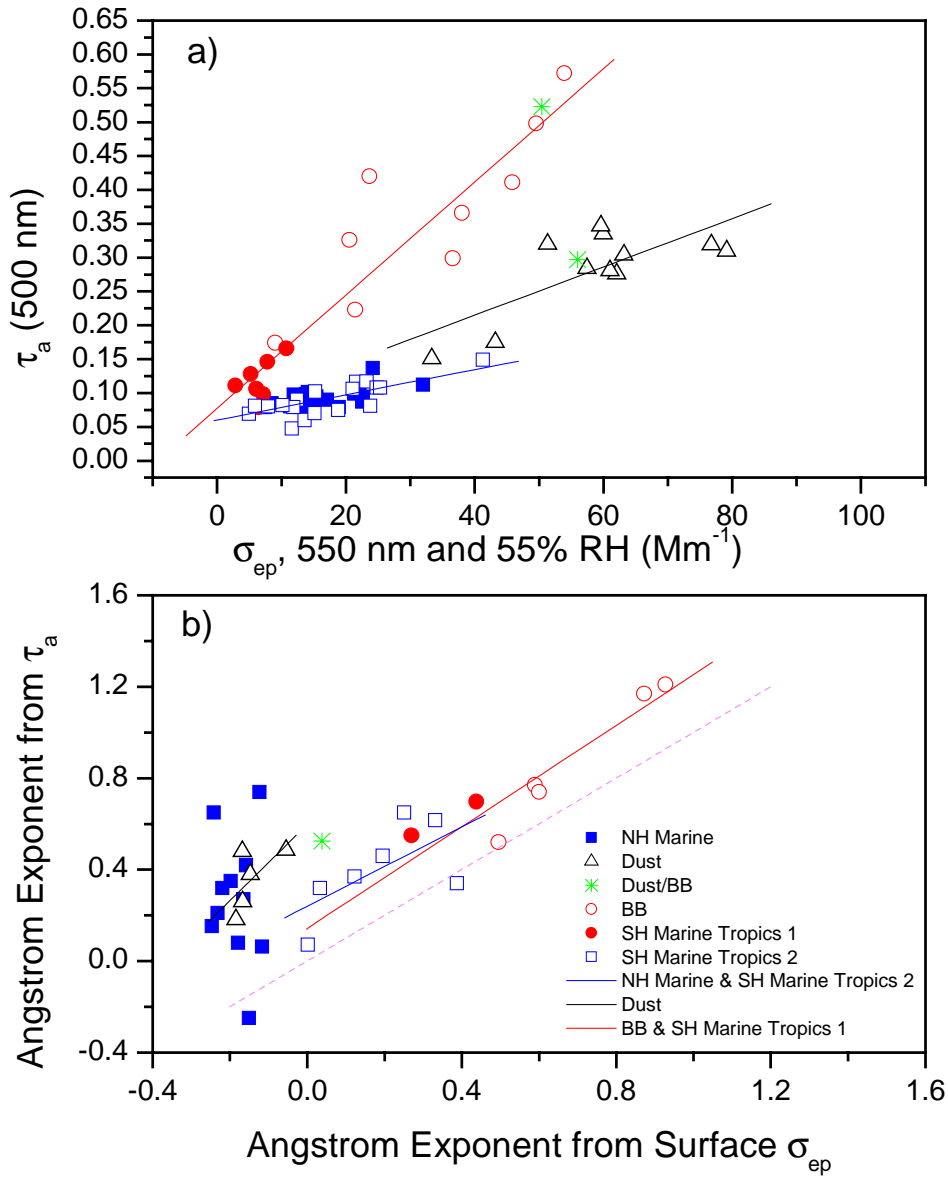 a)
0.65
0.60
0.55
0.50
0.45
0.40
0.35
0.30
0.25
0.20
0.15
0.10
0.05
0.00
τa (500 nm)
0 20 40 60 80 100
σep, 550 nm and 55% RH (Mm-1)
b)
1.6
1.2
0.8
0.4
0.0
-0.4
Angstrom Exponent from τa
NH Marine
Dust
Dust/BB
BB
SH Marine Tropics 1
SH Marine Tropics 2
NH Marine & SH Marine Tropics 2
Dust
BB & SH Marine Tropics 1
-0.4 0.0 0.4 0.8 1.2 1.6
Angstrom Exponent from Surface σep